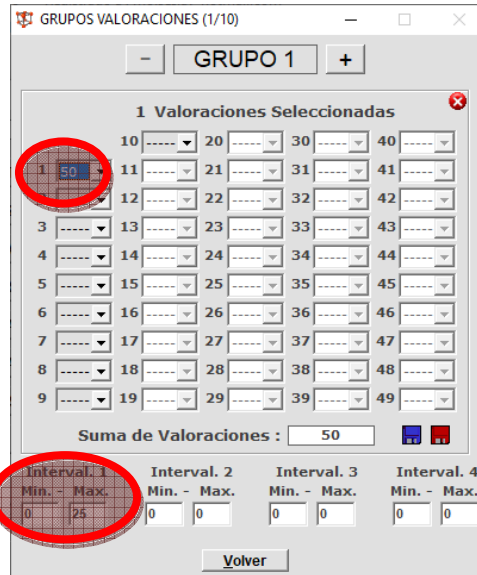 GRUPOS VALORACIONES (1/10)
- GRUPO 1 +
1 Valoraciones Seleccionadas
10 ----- 20 ----- 30 ----- 40 -----
1 50 11 ----- 21 ----- 31 ----- 41 -----
2 ----- 12 ----- 22 ----- 32 ----- 42 -----
3 ----- 13 ----- 23 ----- 33 ----- 43 -----
4 ----- 14 ----- 24 ----- 34 ----- 44 -----
5 ----- 15 ----- 25 ----- 35 ----- 45 -----
6 ----- 16 ----- 26 ----- 36 ----- 46 -----
7 ----- 17 ----- 27 ----- 37 ----- 47 -----
8 ----- 18 ----- 28 ----- 38 ----- 48 -----
9 ----- 19 ----- 29 ----- 39 ----- 49 -----
Suma de Valoraciones : 50
Interval. 1 Interval. 2 Interval. 3 Interval. 4
Min. - Max. Min. - Max. Min. - Max. Min. - Max.
0 25 0 0 0 0 0 0
Volver